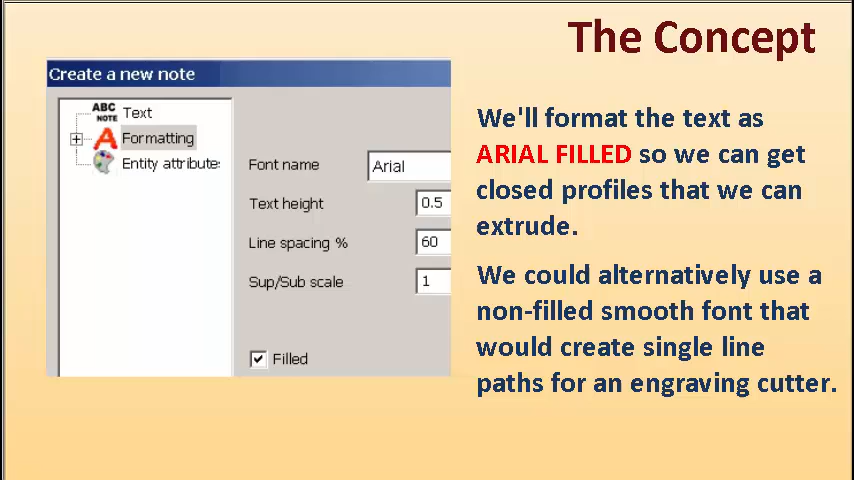 The Concept
Create a new note
ABC
NOTE
Text
Formatting
Entity attribute
Font name
Arial
Text height
0.5
Line spacing %
60
Sup/Sub scale
1
Filled
We'll format the text as
ARIAL FILLED so we can get
closed profiles that we can
extrude.
We could alternatively use a
non-filled smooth font that
would create single line
paths for an engraving cutter.